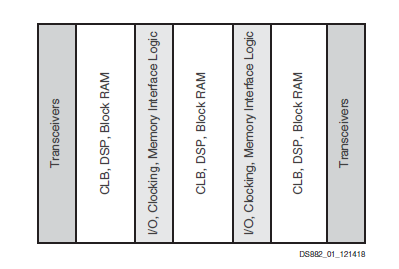 Transceivers
CLB, DSP, Block RAM
I/O, Clocking, Memory Interface Logic
CLB, DSP, Block RAM
I/O, Clocking, Memory Interface Logic
CLB, DSP, Block RAM
Transceivers
DS882_01_121418